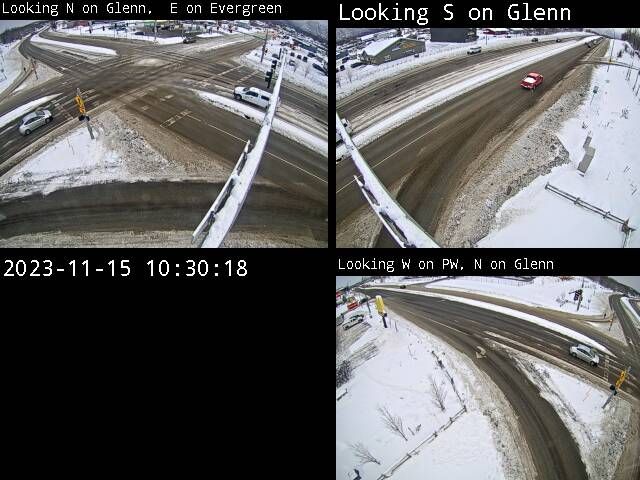 Looking N on Glenn, E on Evergreen
Looking S on Glenn
2023-11-15 10:30:18
Looking W on PW, N on Glenn